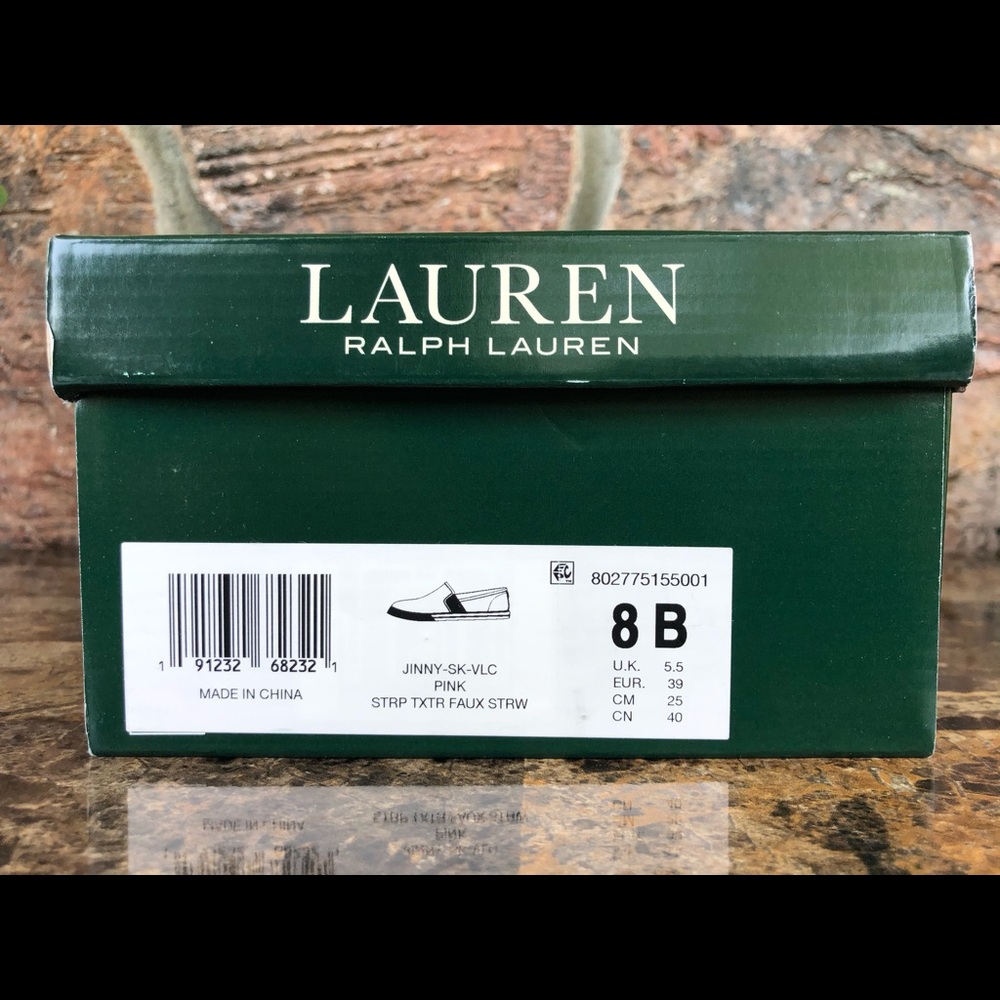 LAUREN
RALPH LAUREN
802775155001
8 B
U.K. 5.5
EUR. 39
CM 25
CN 40
1 91232 68232 1
MADE IN CHINA
JINNY-SK-VLC
PINK
STRP TXTR FAUX STRW